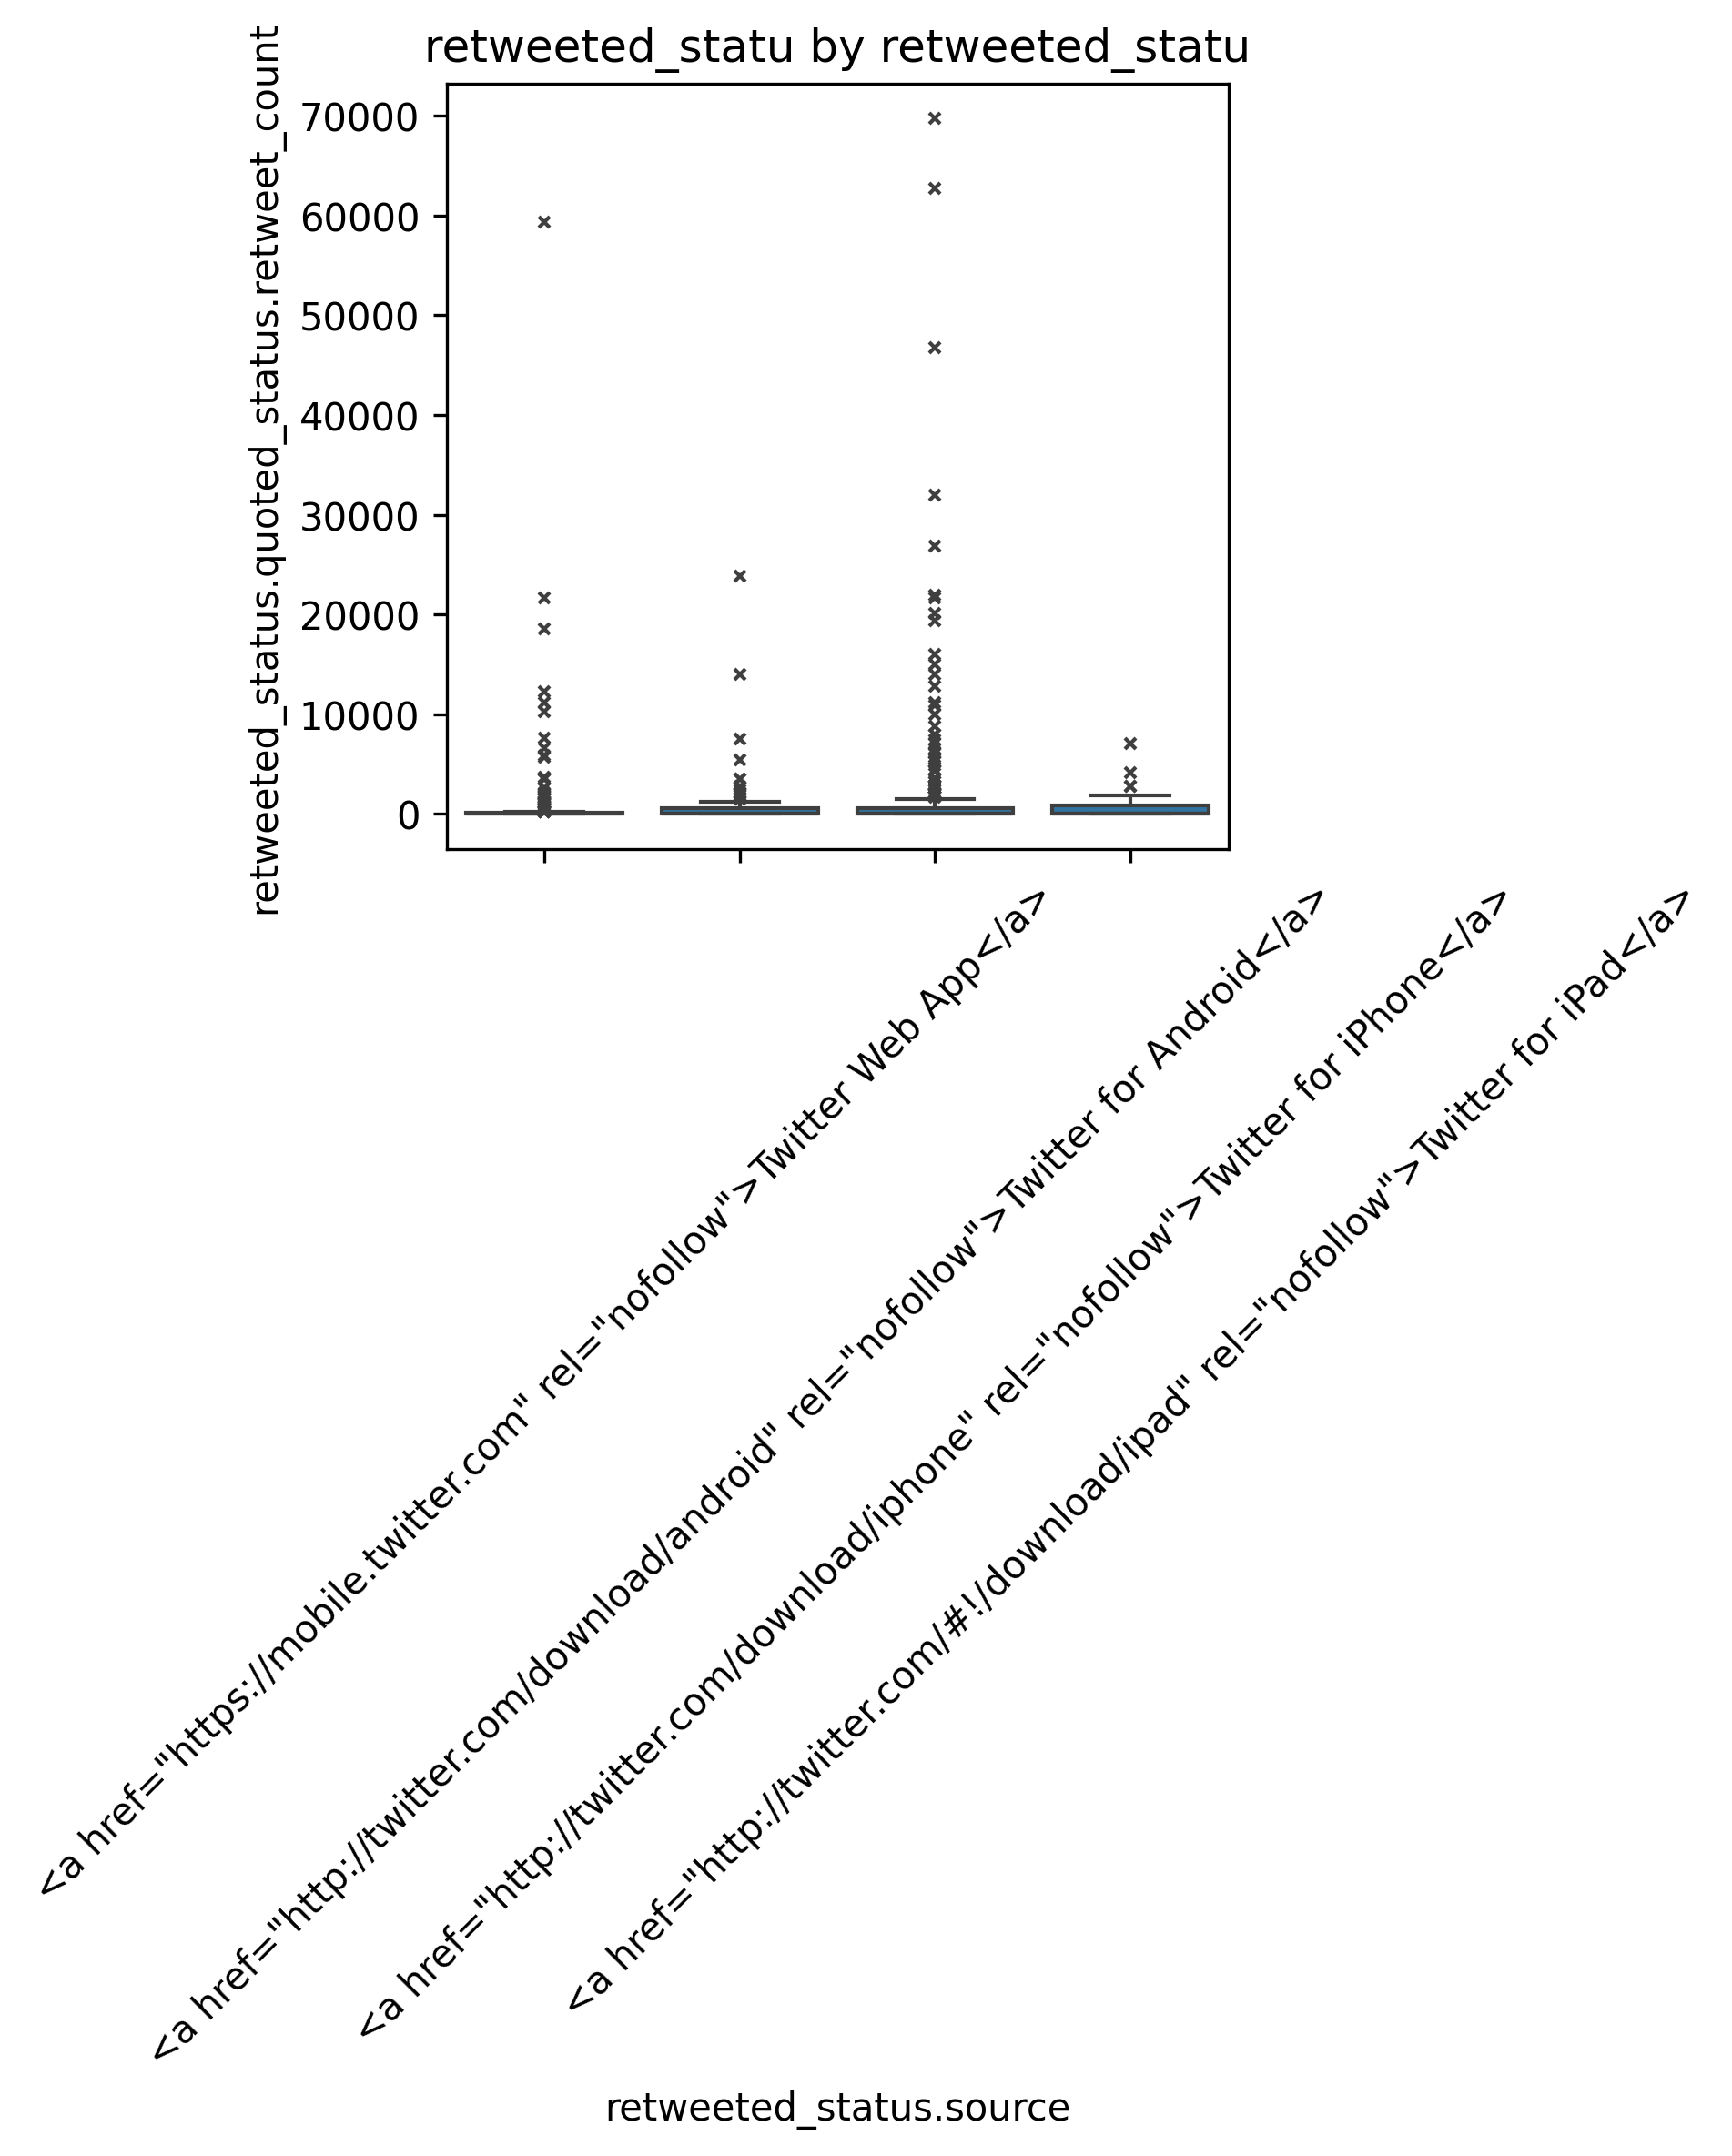 retweeted_statu by retweeted_statu
retweeted_status.quoted_status.retweet_count
70000
60000
50000
40000
30000
20000
10000
0
<a href="https://mobile.twitter.com" rel="nofollow">Twitter Web App</a>
<a href="http://twitter.com/download/android" rel="nofollow">Twitter for Android</a>
<a href="http://twitter.com/download/iphone" rel="nofollow">Twitter for iPhone</a>
<a href="http://twitter.com/#!/download/ipad" rel="nofollow">Twitter for iPad</a>
retweeted_status.source